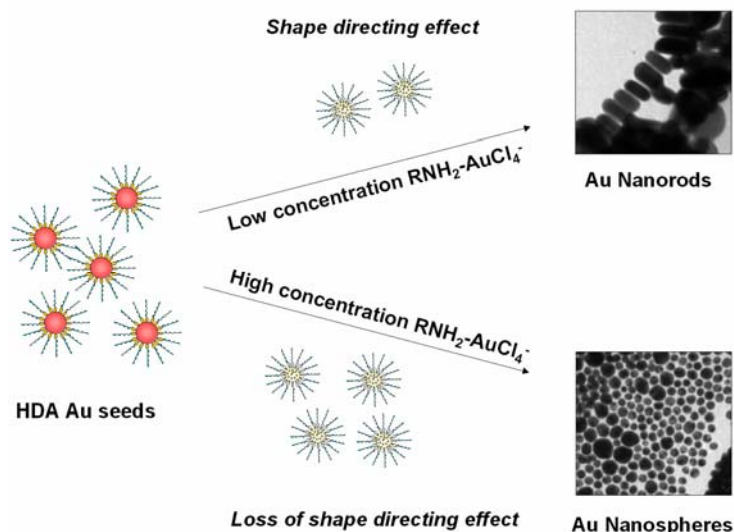 Shape directing effect
Low concentration RNH₂-AuCl₄⁻
Au Nanorods
High concentration RNH₂-AuCl₄⁻
HDA Au seeds
Loss of shape directing effect
Au Nanospheres